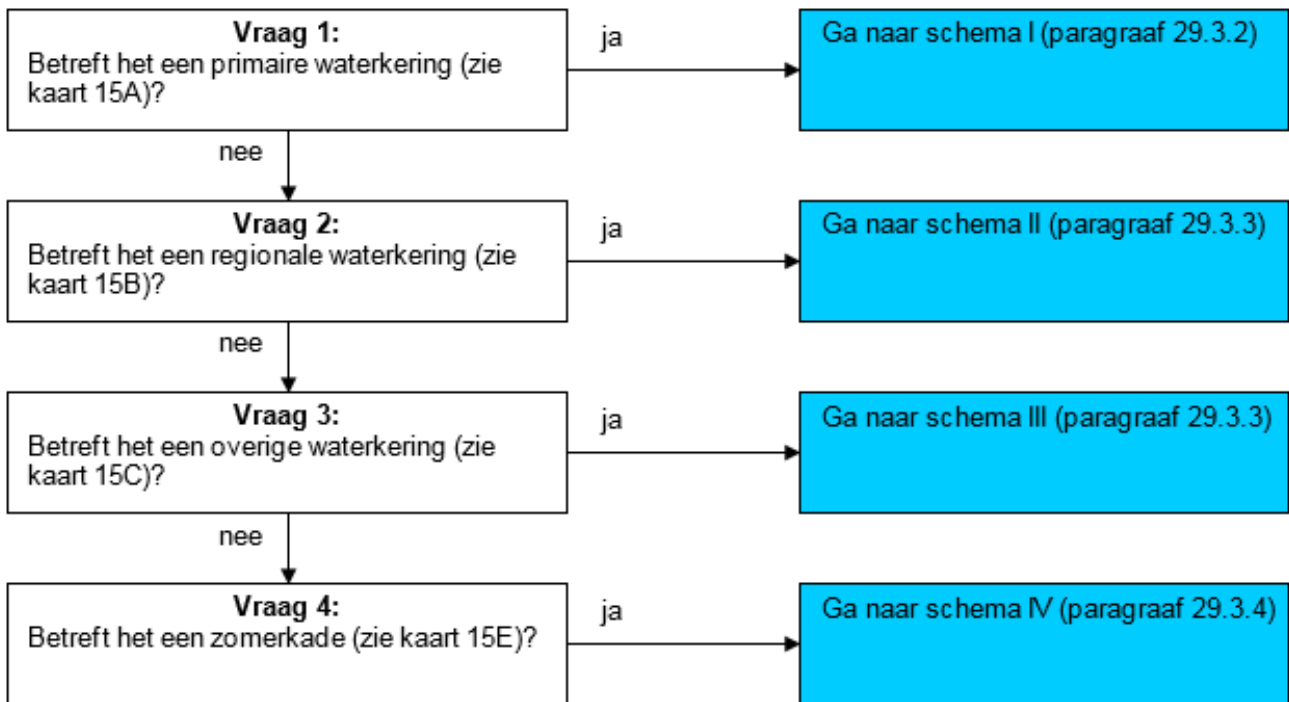 Vraag 1:
Betreft het een primaire waterkering (zie
kaart 15A)?
ja
Ga naar schema I (paragraaf 29.3.2)
nee
Vraag 2:
Betreft het een regionale waterkering (zie
kaart 15B)?
ja
Ga naar schema II (paragraaf 29.3.3)
nee
Vraag 3:
Betreft het een overige waterkering (zie
kaart 15C)?
ja
Ga naar schema III (paragraaf 29.3.3)
nee
Vraag 4:
Betreft het een zomerkade (zie kaart 15E)?
ja
Ga naar schema IV (paragraaf 29.3.4)